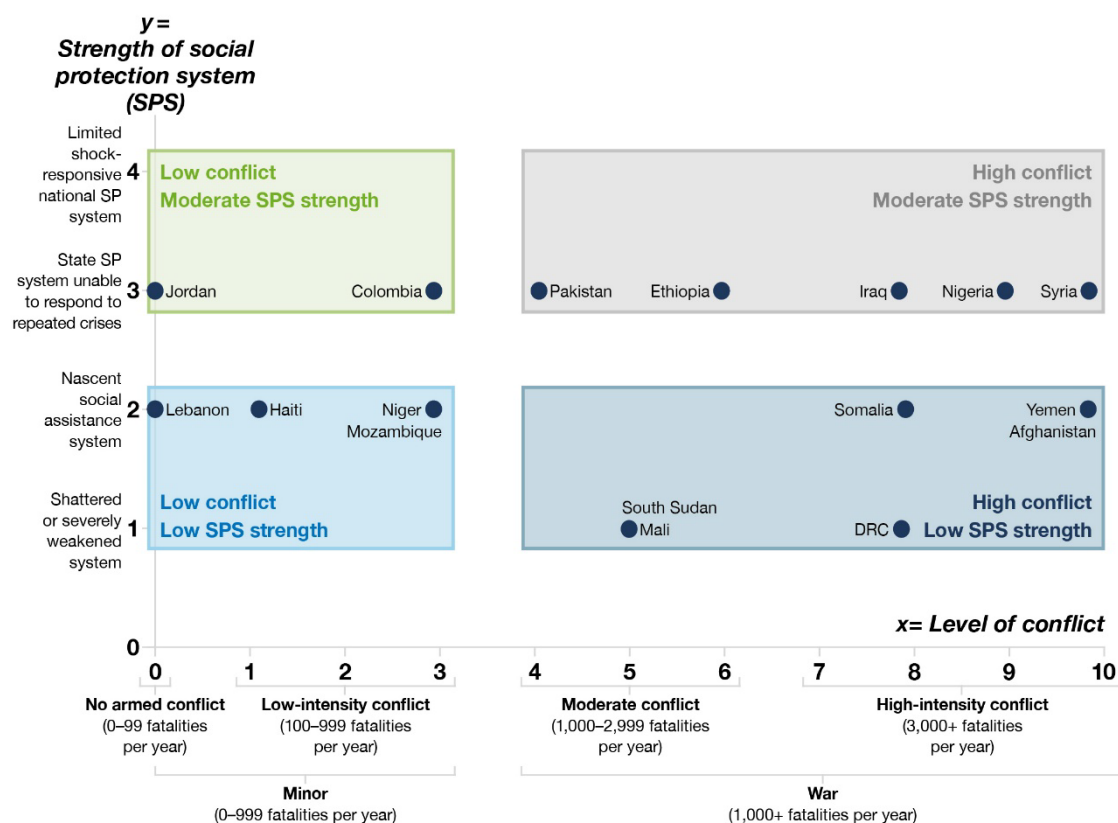 y =
Strength of social
protection system
(SPS)
Limited
shock-
responsive
national SP
system
4
Low conflict
Moderate SPS strength
High conflict
Moderate SPS strength
State SP
system unable
to respond to
repeated crises
3
Jordan
Colombia
Pakistan
Ethiopia
Iraq
Nigeria
Syria
Nascent
social
assistance
system
2
Lebanon
Haiti
Niger
Mozambique
Somalia
Yemen
Afghanistan
Shattered
or severely
weakened
system
1
Low conflict
Low SPS strength
South Sudan
Mali
DRC
High conflict
Low SPS strength
0
x= Level of conflict
0 1 2 3 4 5 6 7 8 9 10
No armed conflict
(0–99 fatalities
per year)
Low-intensity conflict
(100–999 fatalities
per year)
Moderate conflict
(1,000–2,999 fatalities
per year)
High-intensity conflict
(3,000+ fatalities
per year)
Minor
(0–999 fatalities per year)
War
(1,000+ fatalities per year)